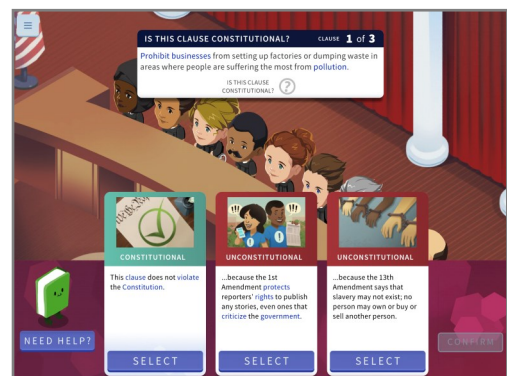 IS THIS CLAUSE CONSTITUTIONAL?
CLAUSE 1 of 3
Prohibit businesses from setting up factories or dumping waste in
areas where people are suffering the most from pollution.
IS THIS CLAUSE
CONSTITUTIONAL?
?
We the Peop
CONSTITUTIONAL
This clause does not violate
the Constitution.
SELECT
UNCONSTITUTIONAL
...because the 1st
Amendment protects
reporters' rights to publish
any stories, even ones that
criticize the government.
SELECT
UNCONSTITUTIONAL
...because the 13th
Amendment says that
slavery may not exist; no
person may own or buy or
sell another person.
SELECT
NEED HELP?
CONFIRM